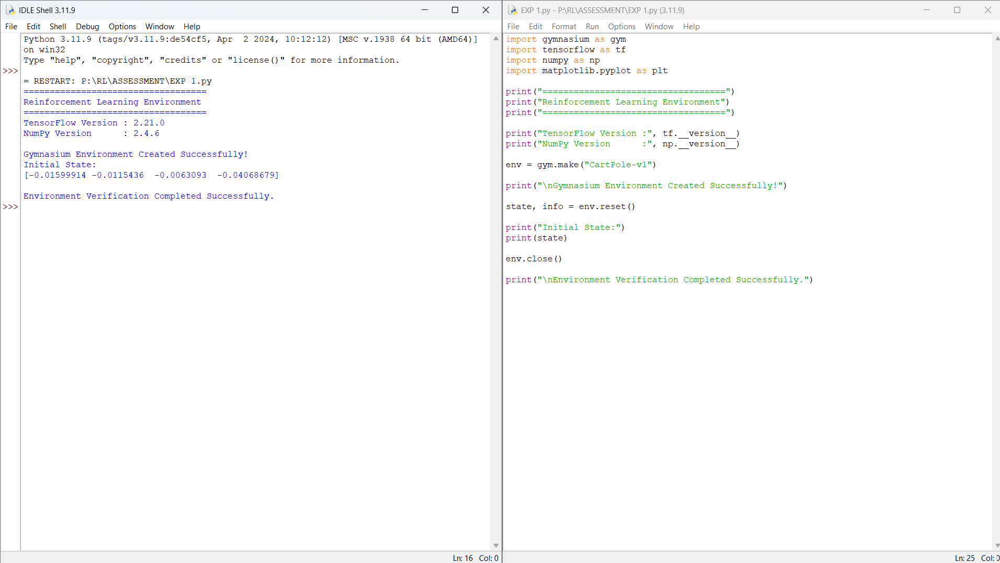 IDLE Shell 3.11.9
File Edit Shell Debug Options Window Help
Python 3.11.9 (tags/v3.11.9:de54cf5, Apr  2 2024, 10:12:12) [MSC v.1938 64 bit (AMD64)]
on win32
Type "help", "copyright", "credits" or "license()" for more information.
>>>
= RESTART: P:\RL\ASSESSMENT\EXP 1.py
===================================
Reinforcement Learning Environment
===================================
TensorFlow Version : 2.21.0
NumPy Version      : 2.4.6
Gymnasium Environment Created Successfully!
Initial State:
[-0.01599914 -0.0115436  -0.0063093  -0.04068679]
Environment Verification Completed Successfully.
>>>
Ln: 16 Col: 0
EXP 1.py - P:\RL\ASSESSMENT\EXP 1.py (3.11.9)
File Edit Format Run Options Window Help
import gymnasium as gym
import tensorflow as tf
import numpy as np
import matplotlib.pyplot as plt
print("===================================")
print("Reinforcement Learning Environment")
print("===================================")
print("TensorFlow Version :", tf.__version__)
print("NumPy Version      :", np.__version__)
env = gym.make("CartPole-v1")
print("\nGymnasium Environment Created Successfully!")
state, info = env.reset()
print("Initial State:")
print(state)
env.close()
print("\nEnvironment Verification Completed Successfully.")
Ln: 25 Col: 0